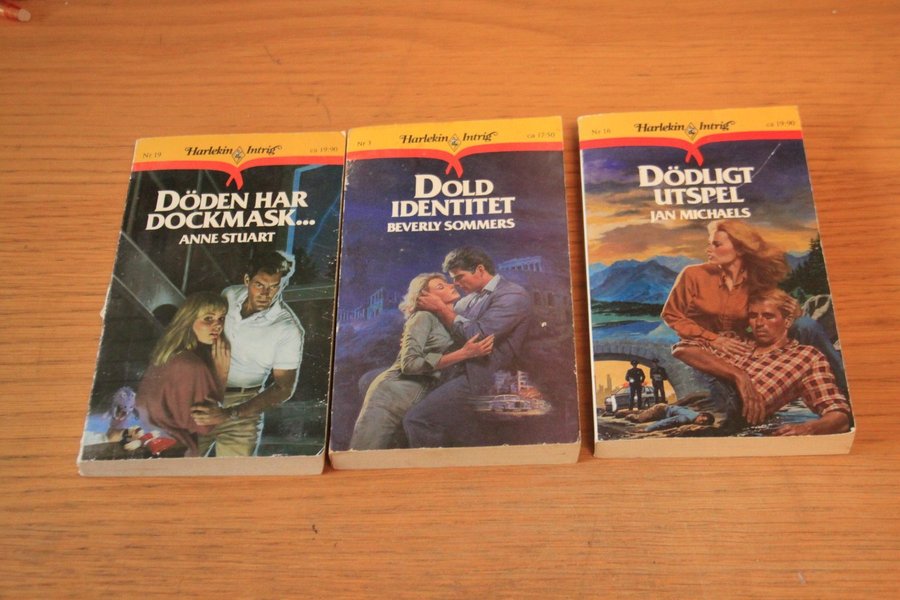 Nr 19
Harlekin Intrig
ca 19:90
DÖDEN HAR
DOCKMASK...
ANNE STUART
Nr 3
Harlekin Intrig
ca 17:50
DOLD
IDENTITET
BEVERLY SOMMERS
Nr 16
Harlekin Intrig
ca 19:90
DÖDLIGT
UTSPEL
JAN MICHAELS